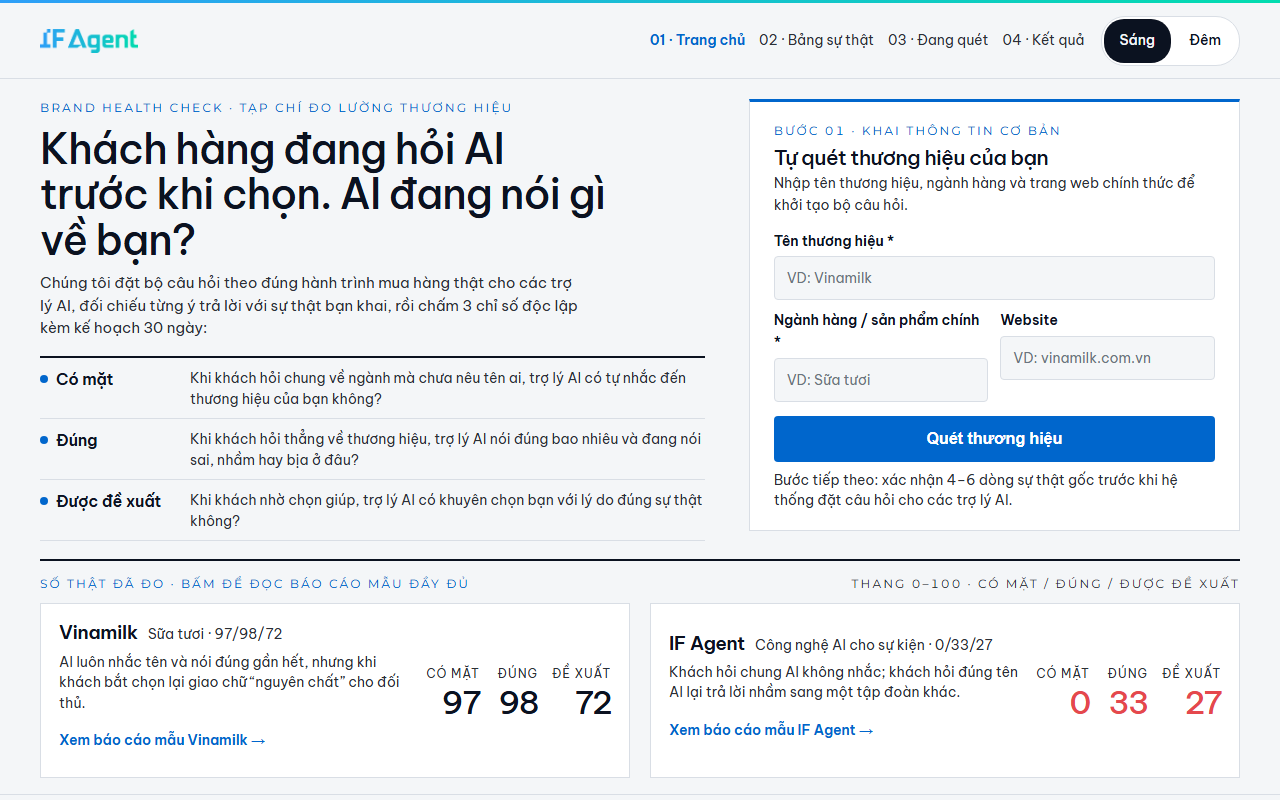 IF Agent
01 · Trang chủ
02 · Bảng sự thật
03 · Đang quét
04 · Kết quả
Sáng
Đêm
BRAND HEALTH CHECK · TẠP CHÍ ĐO LƯỜNG THƯƠNG HIỆU
Khách hàng đang hỏi AI
trước khi chọn. AI đang nói gì
về bạn?
Chúng tôi đặt bộ câu hỏi theo đúng hành trình mua hàng thật cho các trợ
lý AI, đối chiếu từng ý trả lời với sự thật bạn khai, rồi chấm 3 chỉ số độc lập
kèm kế hoạch 30 ngày:
Có mặt
Khi khách hỏi chung về ngành mà chưa nêu tên ai, trợ lý AI có tự nhắc đến
thương hiệu của bạn không?
Đúng
Khi khách hỏi thẳng về thương hiệu, trợ lý AI nói đúng bao nhiêu và đang nói
sai, nhầm hay bịa ở đâu?
Được đề xuất
Khi khách nhờ chọn giúp, trợ lý AI có khuyên chọn bạn với lý do đúng sự thật
không?
BƯỚC 01 · KHAI THÔNG TIN CƠ BẢN
Tự quét thương hiệu của bạn
Nhập tên thương hiệu, ngành hàng và trang web chính thức để
khởi tạo bộ câu hỏi.
Tên thương hiệu *
VD: Vinamilk
Ngành hàng / sản phẩm chính
*
VD: Sữa tươi
Website
VD: vinamilk.com.vn
Quét thương hiệu
Bước tiếp theo: xác nhận 4–6 dòng sự thật gốc trước khi hệ
thống đặt câu hỏi cho các trợ lý AI.
SỐ THẬT ĐÃ ĐO · BẤM ĐỂ ĐỌC BÁO CÁO MẪU ĐẦY ĐỦ
THANG 0–100 · CÓ MẶT / ĐÚNG / ĐƯỢC ĐỀ XUẤT
Vinamilk Sữa tươi · 97/98/72
AI luôn nhắc tên và nói đúng gần hết, nhưng khi
khách bắt chọn lại giao chữ “nguyên chất” cho đối
thủ.
Xem báo cáo mẫu Vinamilk →
CÓ MẶT ĐÚNG ĐỀ XUẤT
97 98 72
IF Agent Công nghệ AI cho sự kiện · 0/33/27
Khách hỏi chung AI không nhắc; khách hỏi đúng tên
AI lại trả lời nhầm sang một tập đoàn khác.
Xem báo cáo mẫu IF Agent →
CÓ MẶT ĐÚNG ĐỀ XUẤT
0 33 27